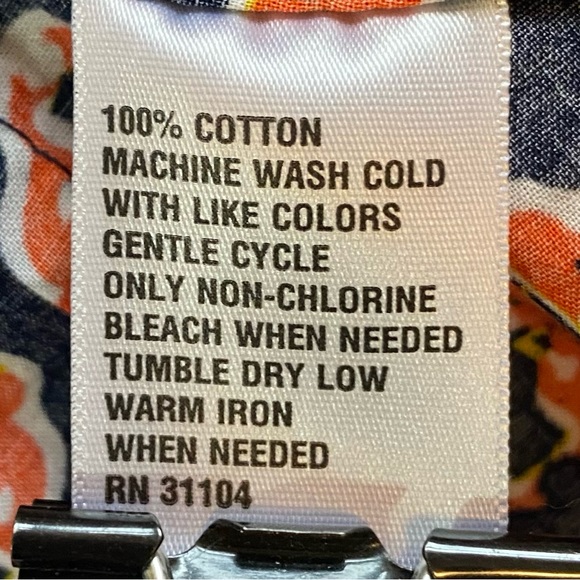 100% COTTON
MACHINE WASH COLD
WITH LIKE COLORS
GENTLE CYCLE
ONLY NON-CHLORINE
BLEACH WHEN NEEDED
TUMBLE DRY LOW
WARM IRON
WHEN NEEDED
RN 31104